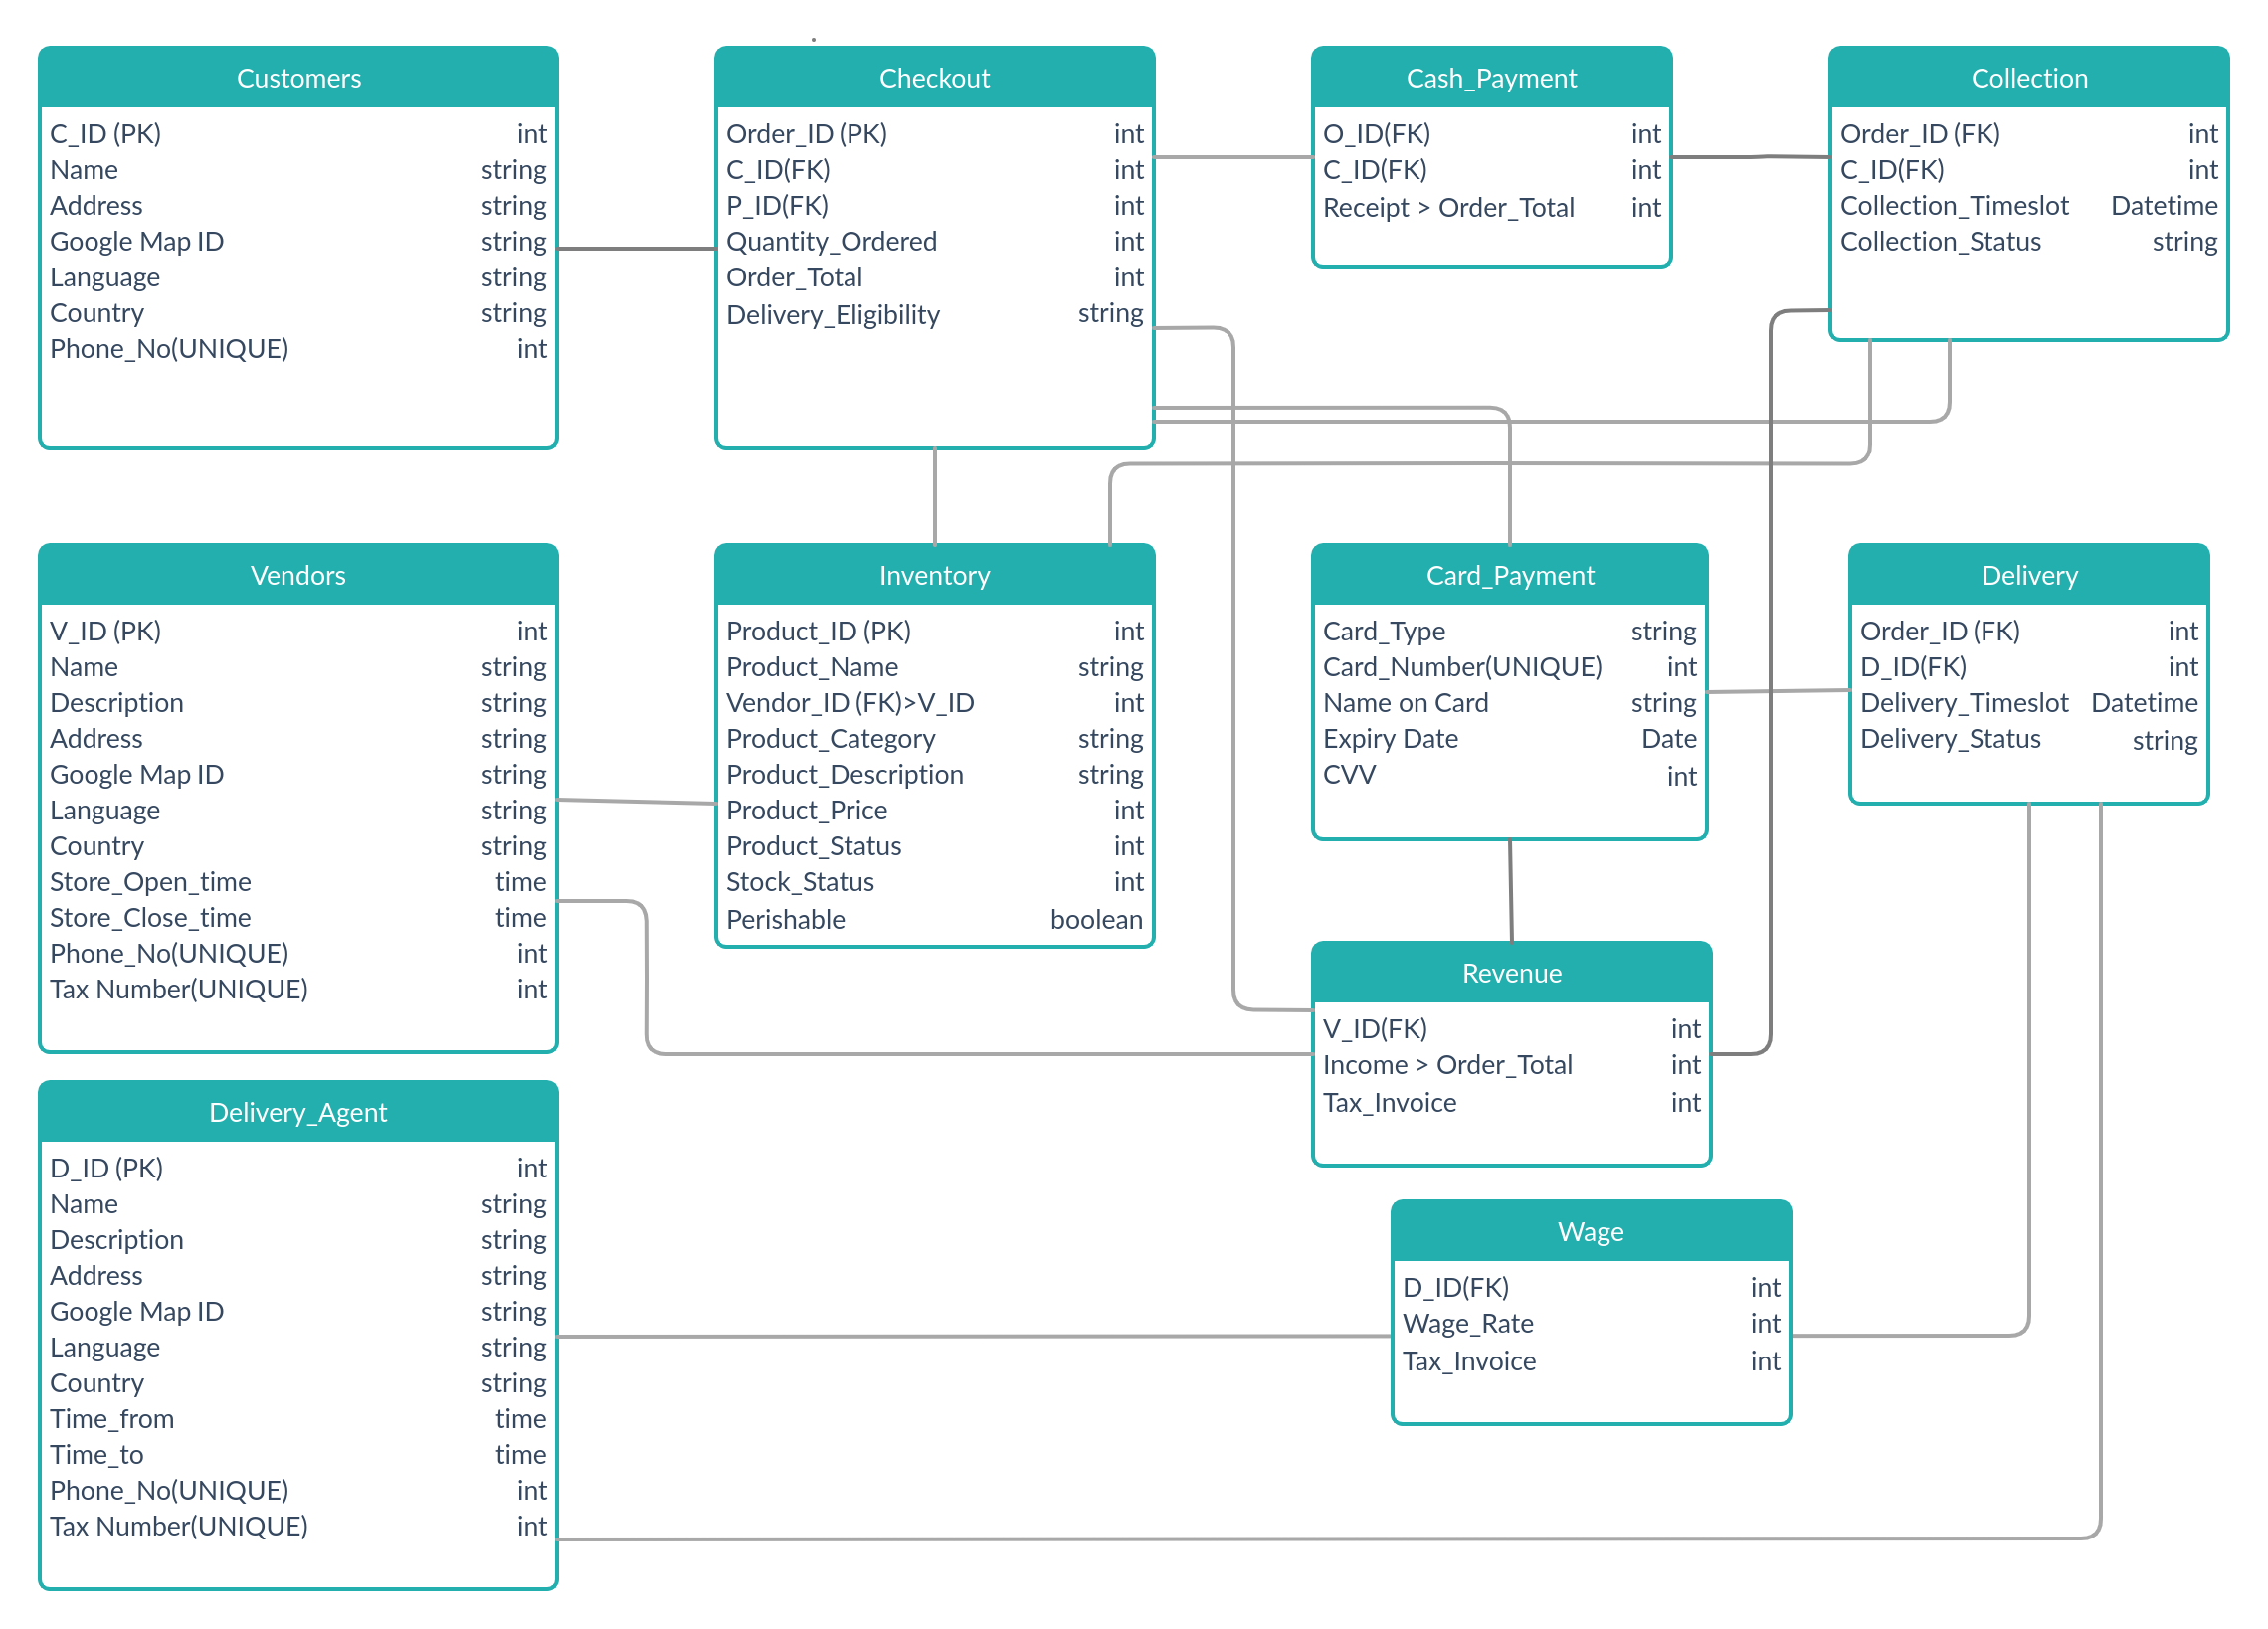 Customers
C_ID (PK) int
Name string
Address string
Google Map ID string
Language string
Country string
Phone_No(UNIQUE) int
Checkout
Order_ID (PK) int
C_ID(FK) int
P_ID(FK) int
Quantity_Ordered int
Order_Total int
Delivery_Eligibility string
Cash_Payment
O_ID(FK) int
C_ID(FK) int
Receipt > Order_Total int
Collection
Order_ID (FK) int
C_ID(FK) int
Collection_Timeslot Datetime
Collection_Status string
Vendors
V_ID (PK) int
Name string
Description string
Address string
Google Map ID string
Language string
Country string
Store_Open_time time
Store_Close_time time
Phone_No(UNIQUE) int
Tax Number(UNIQUE) int
Inventory
Product_ID (PK) int
Product_Name string
Vendor_ID (FK)>V_ID int
Product_Category string
Product_Description string
Product_Price int
Product_Status int
Stock_Status int
Perishable boolean
Card_Payment
Card_Type string
Card_Number(UNIQUE) int
Name on Card string
Expiry Date Date
CVV int
Delivery
Order_ID (FK) int
D_ID(FK) int
Delivery_Timeslot Datetime
Delivery_Status string
Revenue
V_ID(FK) int
Income > Order_Total int
Tax_Invoice int
Delivery_Agent
D_ID (PK) int
Name string
Description string
Address string
Google Map ID string
Language string
Country string
Time_from time
Time_to time
Phone_No(UNIQUE) int
Tax Number(UNIQUE) int
Wage
D_ID(FK) int
Wage_Rate int
Tax_Invoice int